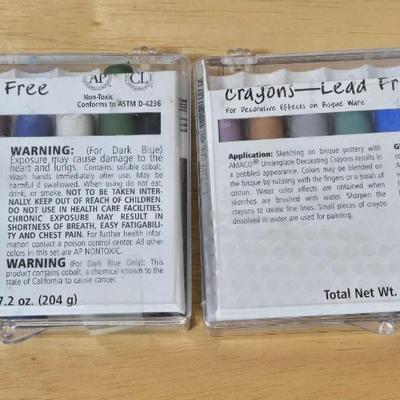 Free
AP
CL
Non-Toxic
Conforms to ASTM D-4236
WARNING: (For Dark Blue)
Exposure may cause damage to the
heart and lungs. Contains soluble cobalt.
Wash hands immediately after use. May be
harmful if swallowed. When using, do not eat,
drink, or smoke. NOT TO BE TAKEN INTER-
NALLY. KEEP OUT OF REACH OF CHILDREN.
DO NOT USE IN HEALTH CARE FACILITIES.
CHRONIC EXPOSURE MAY RESULT IN
SHORTNESS OF BREATH, EASY FATIGABIL-
ITY AND CHEST PAIN. For further health infor-
mation contact a poison control center. All other
colors in this set are AP NONTOXIC.
WARNING (For Dark Blue Only): This
product contains cobalt, a chemical known to the
state of California to cause cancer.
7.2 oz. (204 g)
Crayons—Lead Fr
For Decorative Effects on Bisque Ware
Application: Sketching on bisque pottery with
AMACO® Underglaze Decorating Crayons results in
a pebbled appearance. Colors may be blended on
the bisque by rubbing with the fingers or a swab of
cotton. Water color effects are obtained when
sketches are brushed with water. Sharpen the
crayons to create fine lines. Small pieces of crayon
dissolved in water are used for painting.
Total Net Wt.